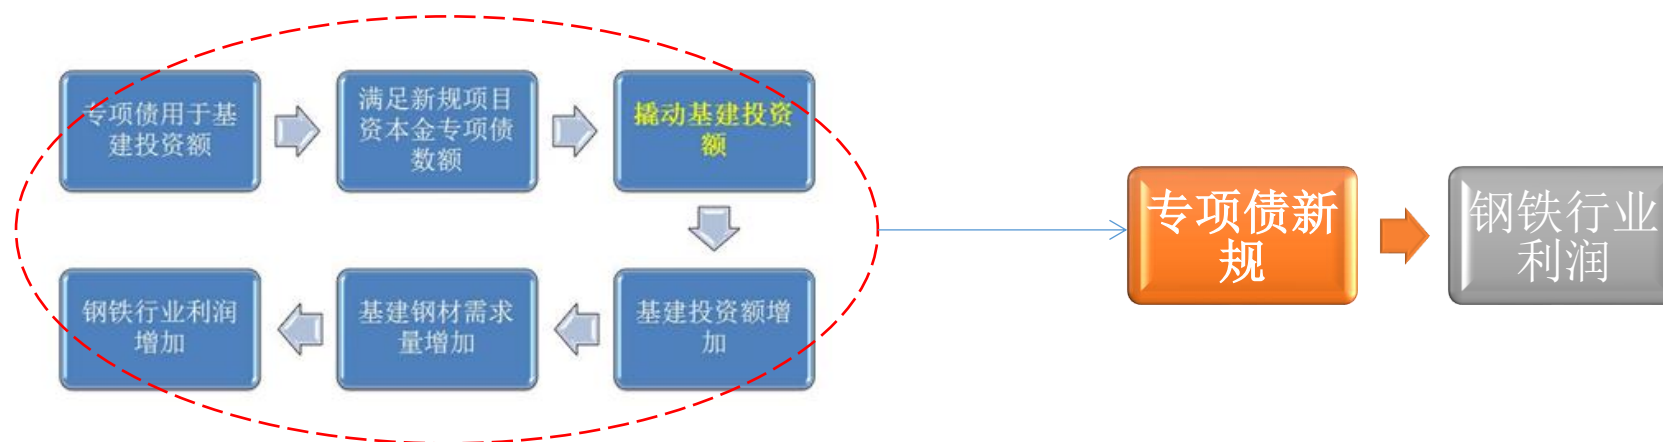 专项债用于基
建投资额
满足新规项目
资本金专项债
数额
撬动基建投资
额
钢铁行业利润
增加
基建钢材需求
量增加
基建投资额增
加
专项债新
规
钢铁行业
利润